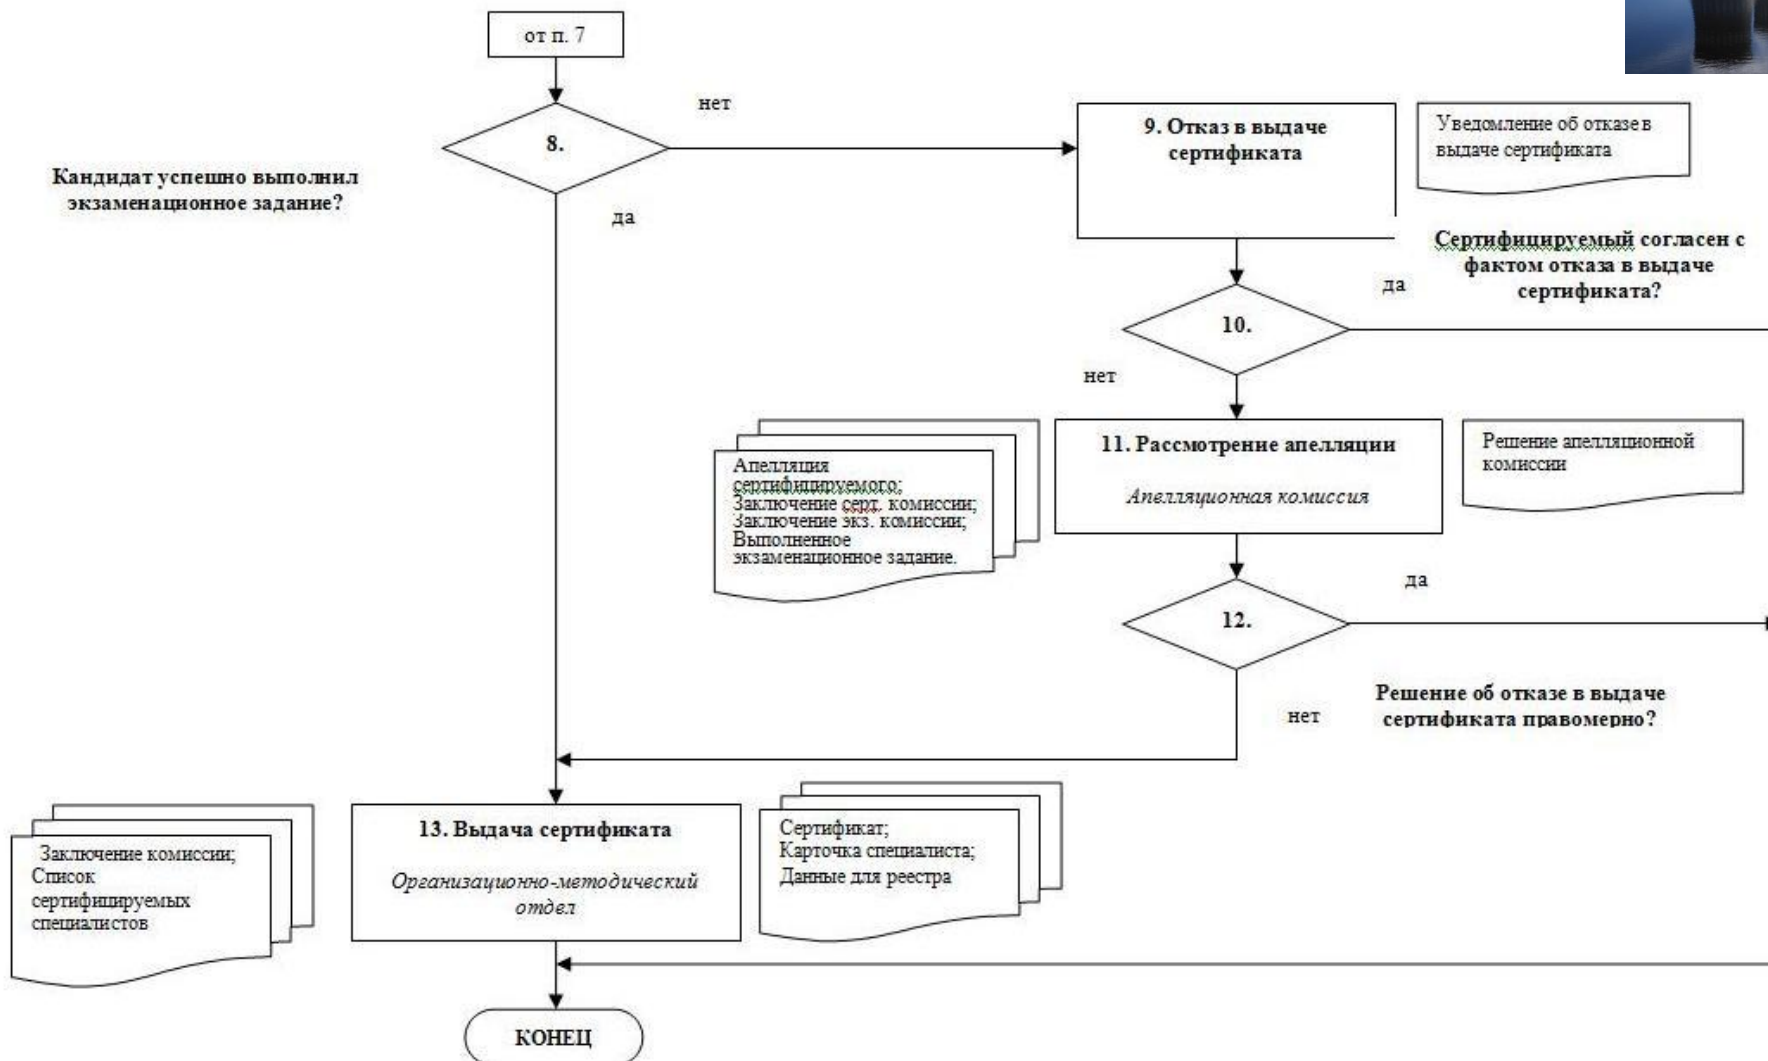 от п. 7
нет
8.
Кандидат успешно выполнил
экзаменационное задание?
да
9. Отказ в выдаче
сертификата
Уведомление об отказе в
выдаче сертификата
Сертифицируемый согласен с
фактом отказа в выдаче
сертификата?
да
10.
нет
11. Рассмотрение апелляции
Апелляционная комиссия
Решение апелляционной
комиссии
Апелляция
сертифицируемого;
Заключение серт. комиссии;
Заключение экз. комиссии;
Выполненное
экзаменационное задание.
да
12.
Решение об отказе в выдаче
сертификата правомерно?
нет
Заключение комиссии;
Список
сертифицируемых
специалистов
13. Выдача сертификата
Организационно-методический
отдел
Сертификат;
Карточка специалиста;
Данные для реестра
КОНЕЦ